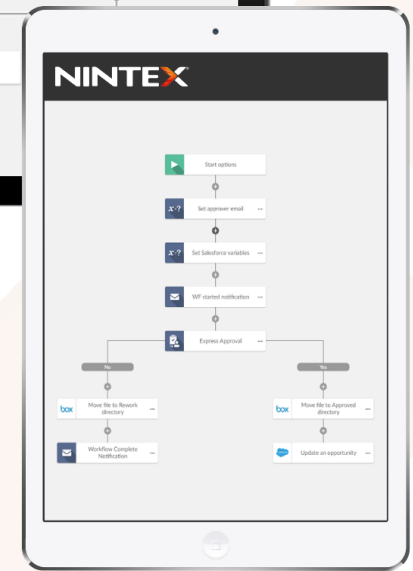 NINTEX
Start options
Set approver email
Set Salesforce variables
WF started notification
Express Approval
No
Yes
box
Move file to Rework
directory
box
Move file to Approved
directory
Workflow Complete
Notification
Update an opportunity